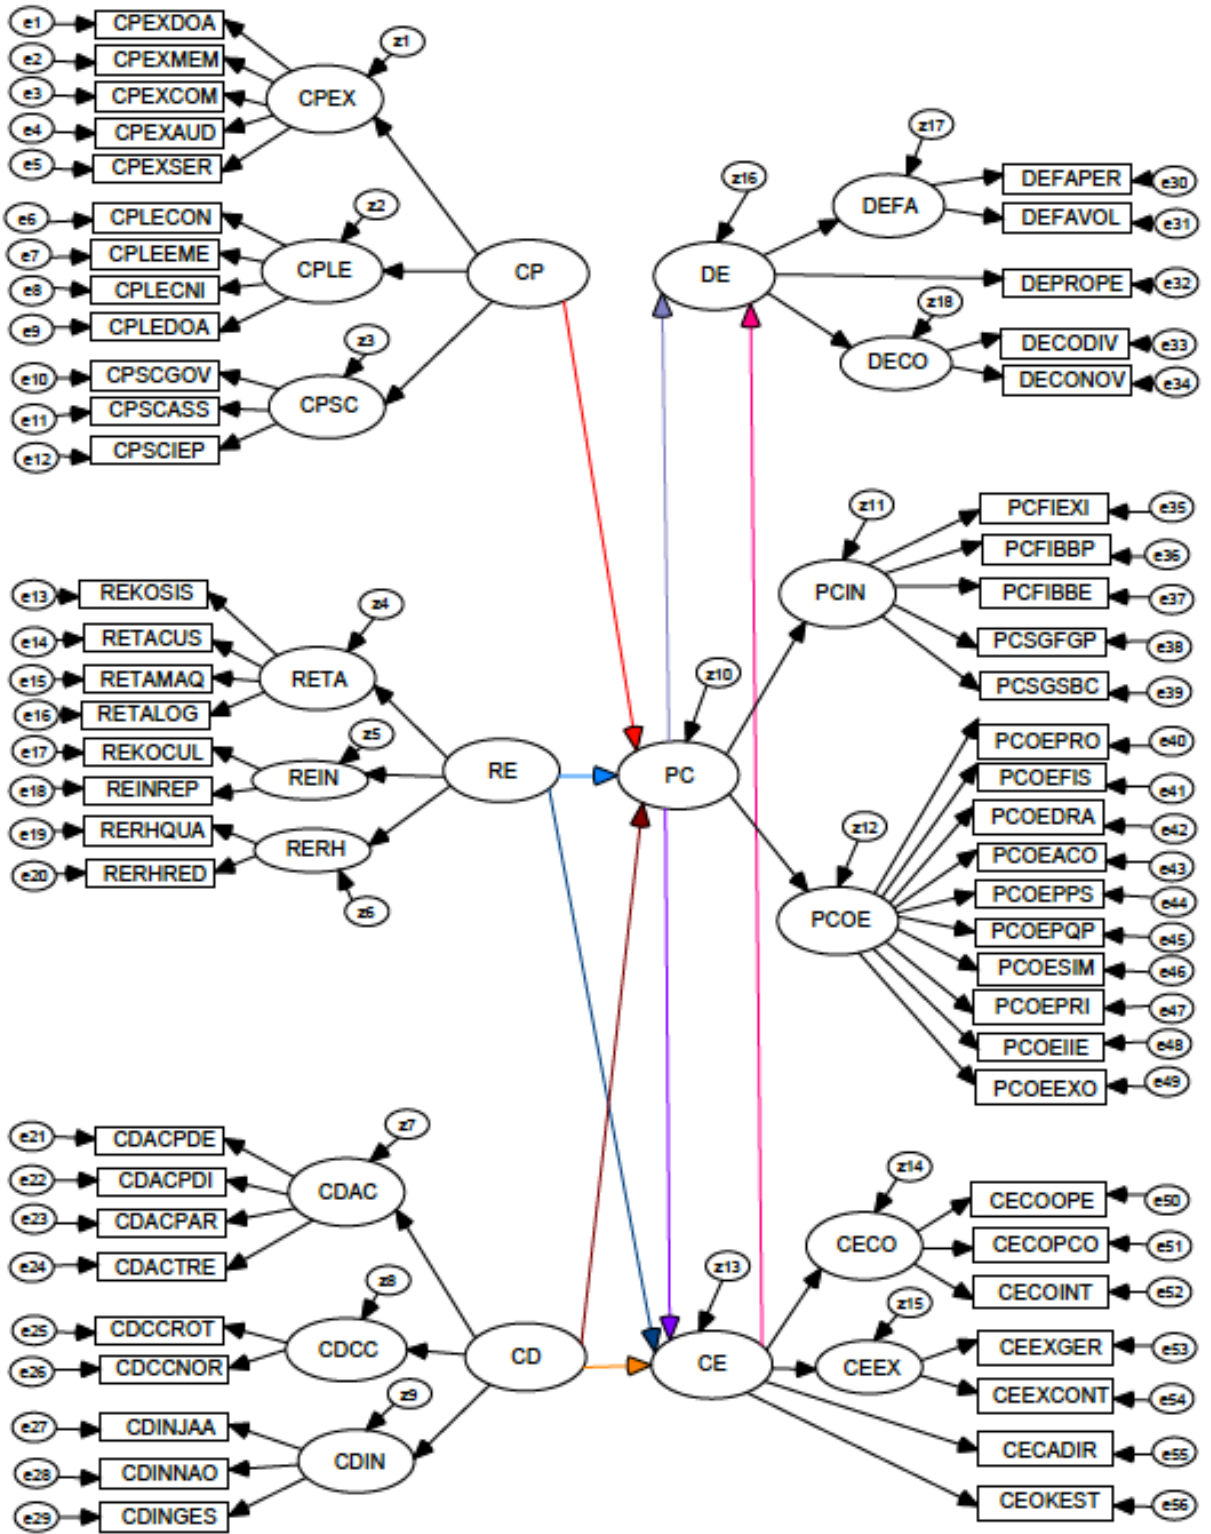 e1 CPEXDOA
e2 CPEXMEM
e3 CPEXCOM
e4 CPEXAUD
e5 CPEXSER
z1
CPEX
e6 CPLECON
e7 CPLEEME
e8 CPLECNI
e9 CPLEDOA
z2
CPLE
e10 CPSCGOV
e11 CPSCASS
e12 CPSCIEP
z3
CPSC
CP
e13 REKOSIS
e14 RETACUS
e15 RETAMAQ
e16 RETALOG
z4
RETA
e17 REKOCUL
e18 REINREP
z5
REIN
e19 RERHQUA
e20 RERHRED
RERH
z6
RE
e21 CDACPDE
e22 CDACPDI
e23 CDACPAR
e24 CDACTRE
z7
CDAC
e25 CDCCROT
e26 CDCCNOR
z8
CDCC
e27 CDINJAA
e28 CDINNAO
e29 CDINGES
z9
CDIN
CD
z16
DE
z17
DEFA
DEFAPER e30
DEFAVOL e31
DEPROPE e32
z18
DECO
DECODIV e33
DECONOV e34
z10
PC
z11
PCIN
PCFIEXI e35
PCFIBBP e36
PCFIBBE e37
PCSGFGP e38
PCSGSBC e39
z12
PCOE
PCOEPRO e40
PCOEFIS e41
PCOEDRA e42
PCOEACO e43
PCOEPPS e44
PCOEPQP e45
PCOESIM e46
PCOEPRI e47
PCOEIIE e48
PCOEEXO e49
z13
CE
z14
CECO
CECOOPE e50
CECOPCO e51
CECOINT e52
z15
CEEX
CEEXGER e53
CEEXCONT e54
CECADIR e55
CEOKEST e56